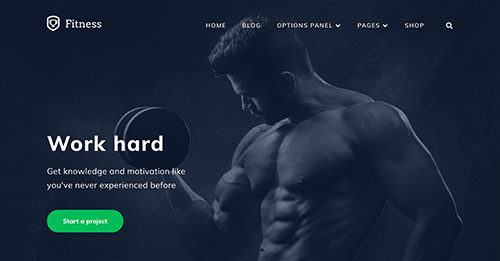 Fitness
HOME BLOG OPTIONS PANEL PAGES SHOP
Work hard
Get knowledge and motivation like
you've never experienced before
Start a project